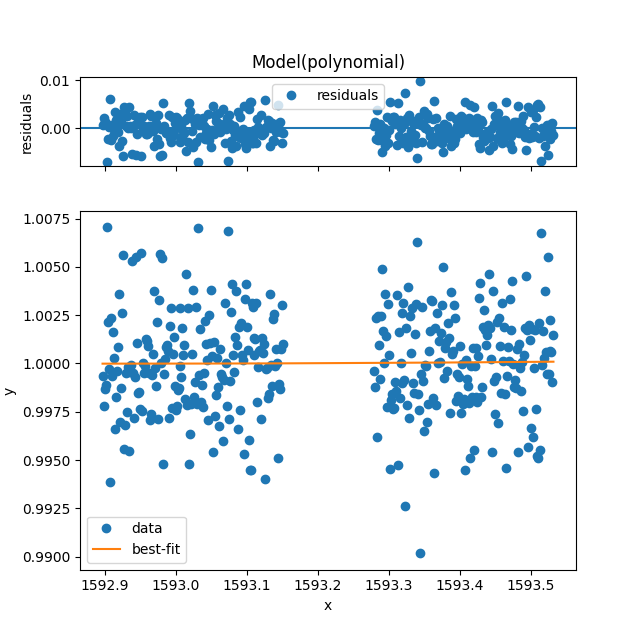 Model(polynomial)
0.01
0.00
residuals
residuals
1.0075
1.0050
1.0025
1.0000
0.9975
0.9950
0.9925
0.9900
y
data
best-fit
1592.9 1593.0 1593.1 1593.2 1593.3 1593.4 1593.5
x